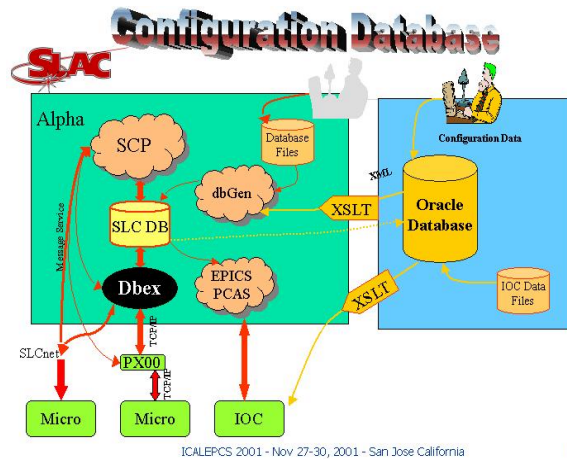 Configuration Database
SLAC
Alpha
SCP
Database
Files
Configuration Data
dbGen
XML
XSLT
Oracle
Database
Message Service
SLC DB
EPICS
PCAS
Dbex
XSLT
IOC Data
Files
TCP/IP
SLCnet
PX00
TCP/IP
Micro
Micro
IOC
ICALEPCS 2001 - Nov 27-30, 2001 - San Jose California